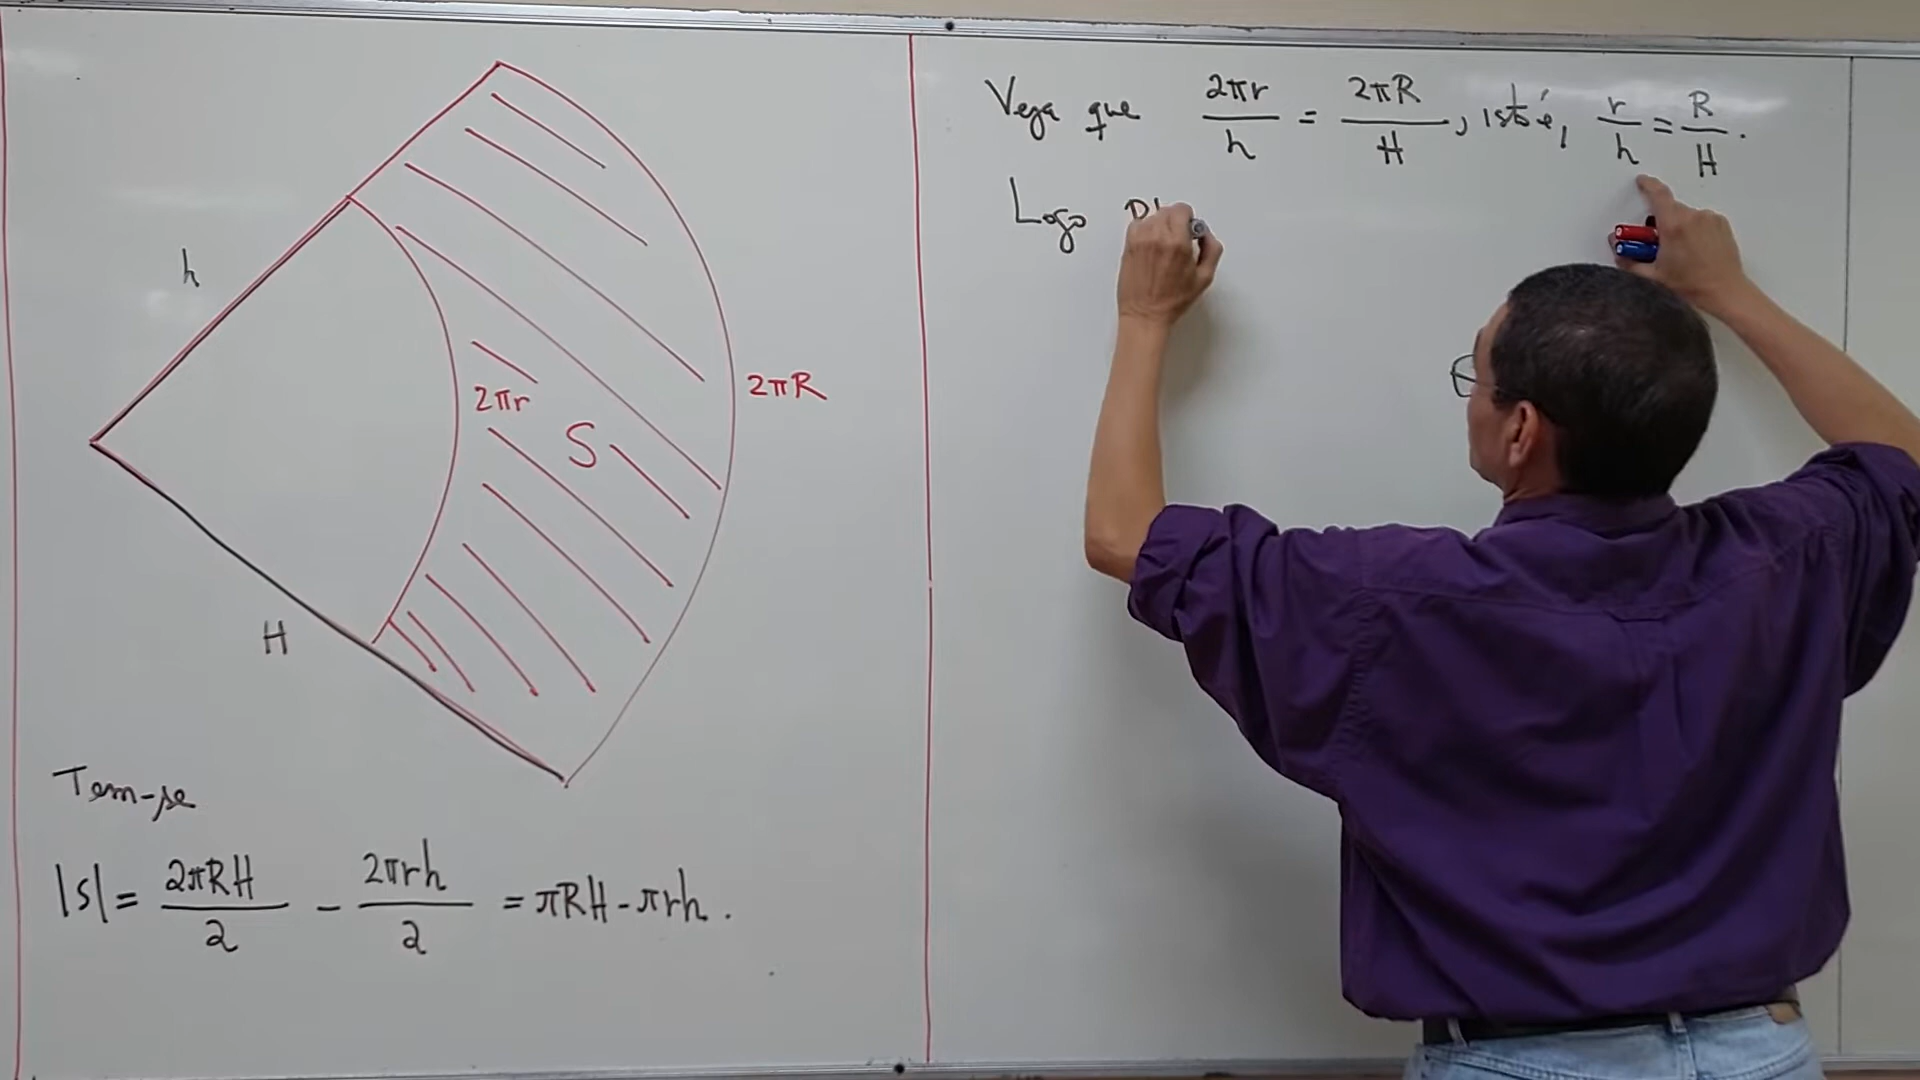 h
2πr
S
2πR
H
Tem-se
|S| = 2πRH/2 - 2πrh/2 = πRH - πrh.
Veja que 2πr/h = 2πR/H, isto é, r/h = R/H.
Logo